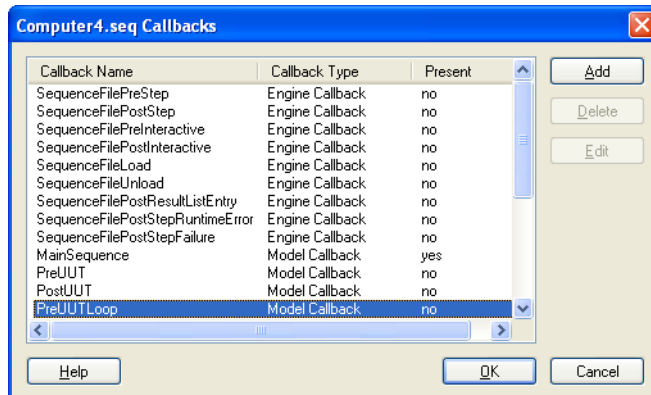 Computer4.seq Callbacks
Callback Name Callback Type Present
SequenceFilePreStep Engine Callback no
SequenceFilePostStep Engine Callback no
SequenceFilePreInteractive Engine Callback no
SequenceFilePostInteractive Engine Callback no
SequenceFileLoad Engine Callback no
SequenceFileUnload Engine Callback no
SequenceFilePostResultListEntry Engine Callback no
SequenceFilePostStepRuntimeError Engine Callback no
SequenceFilePostStepFailure Engine Callback no
MainSequence Model Callback yes
PreUUT Model Callback no
PostUUT Model Callback no
PreUUTLoop Model Callback no
Add
Delete
Edit
Help OK Cancel